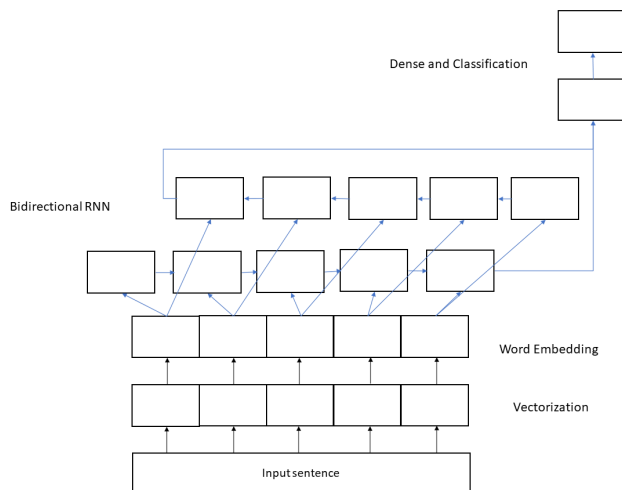 Dense and Classification
Bidirectional RNN
Word Embedding
Vectorization
Input sentence